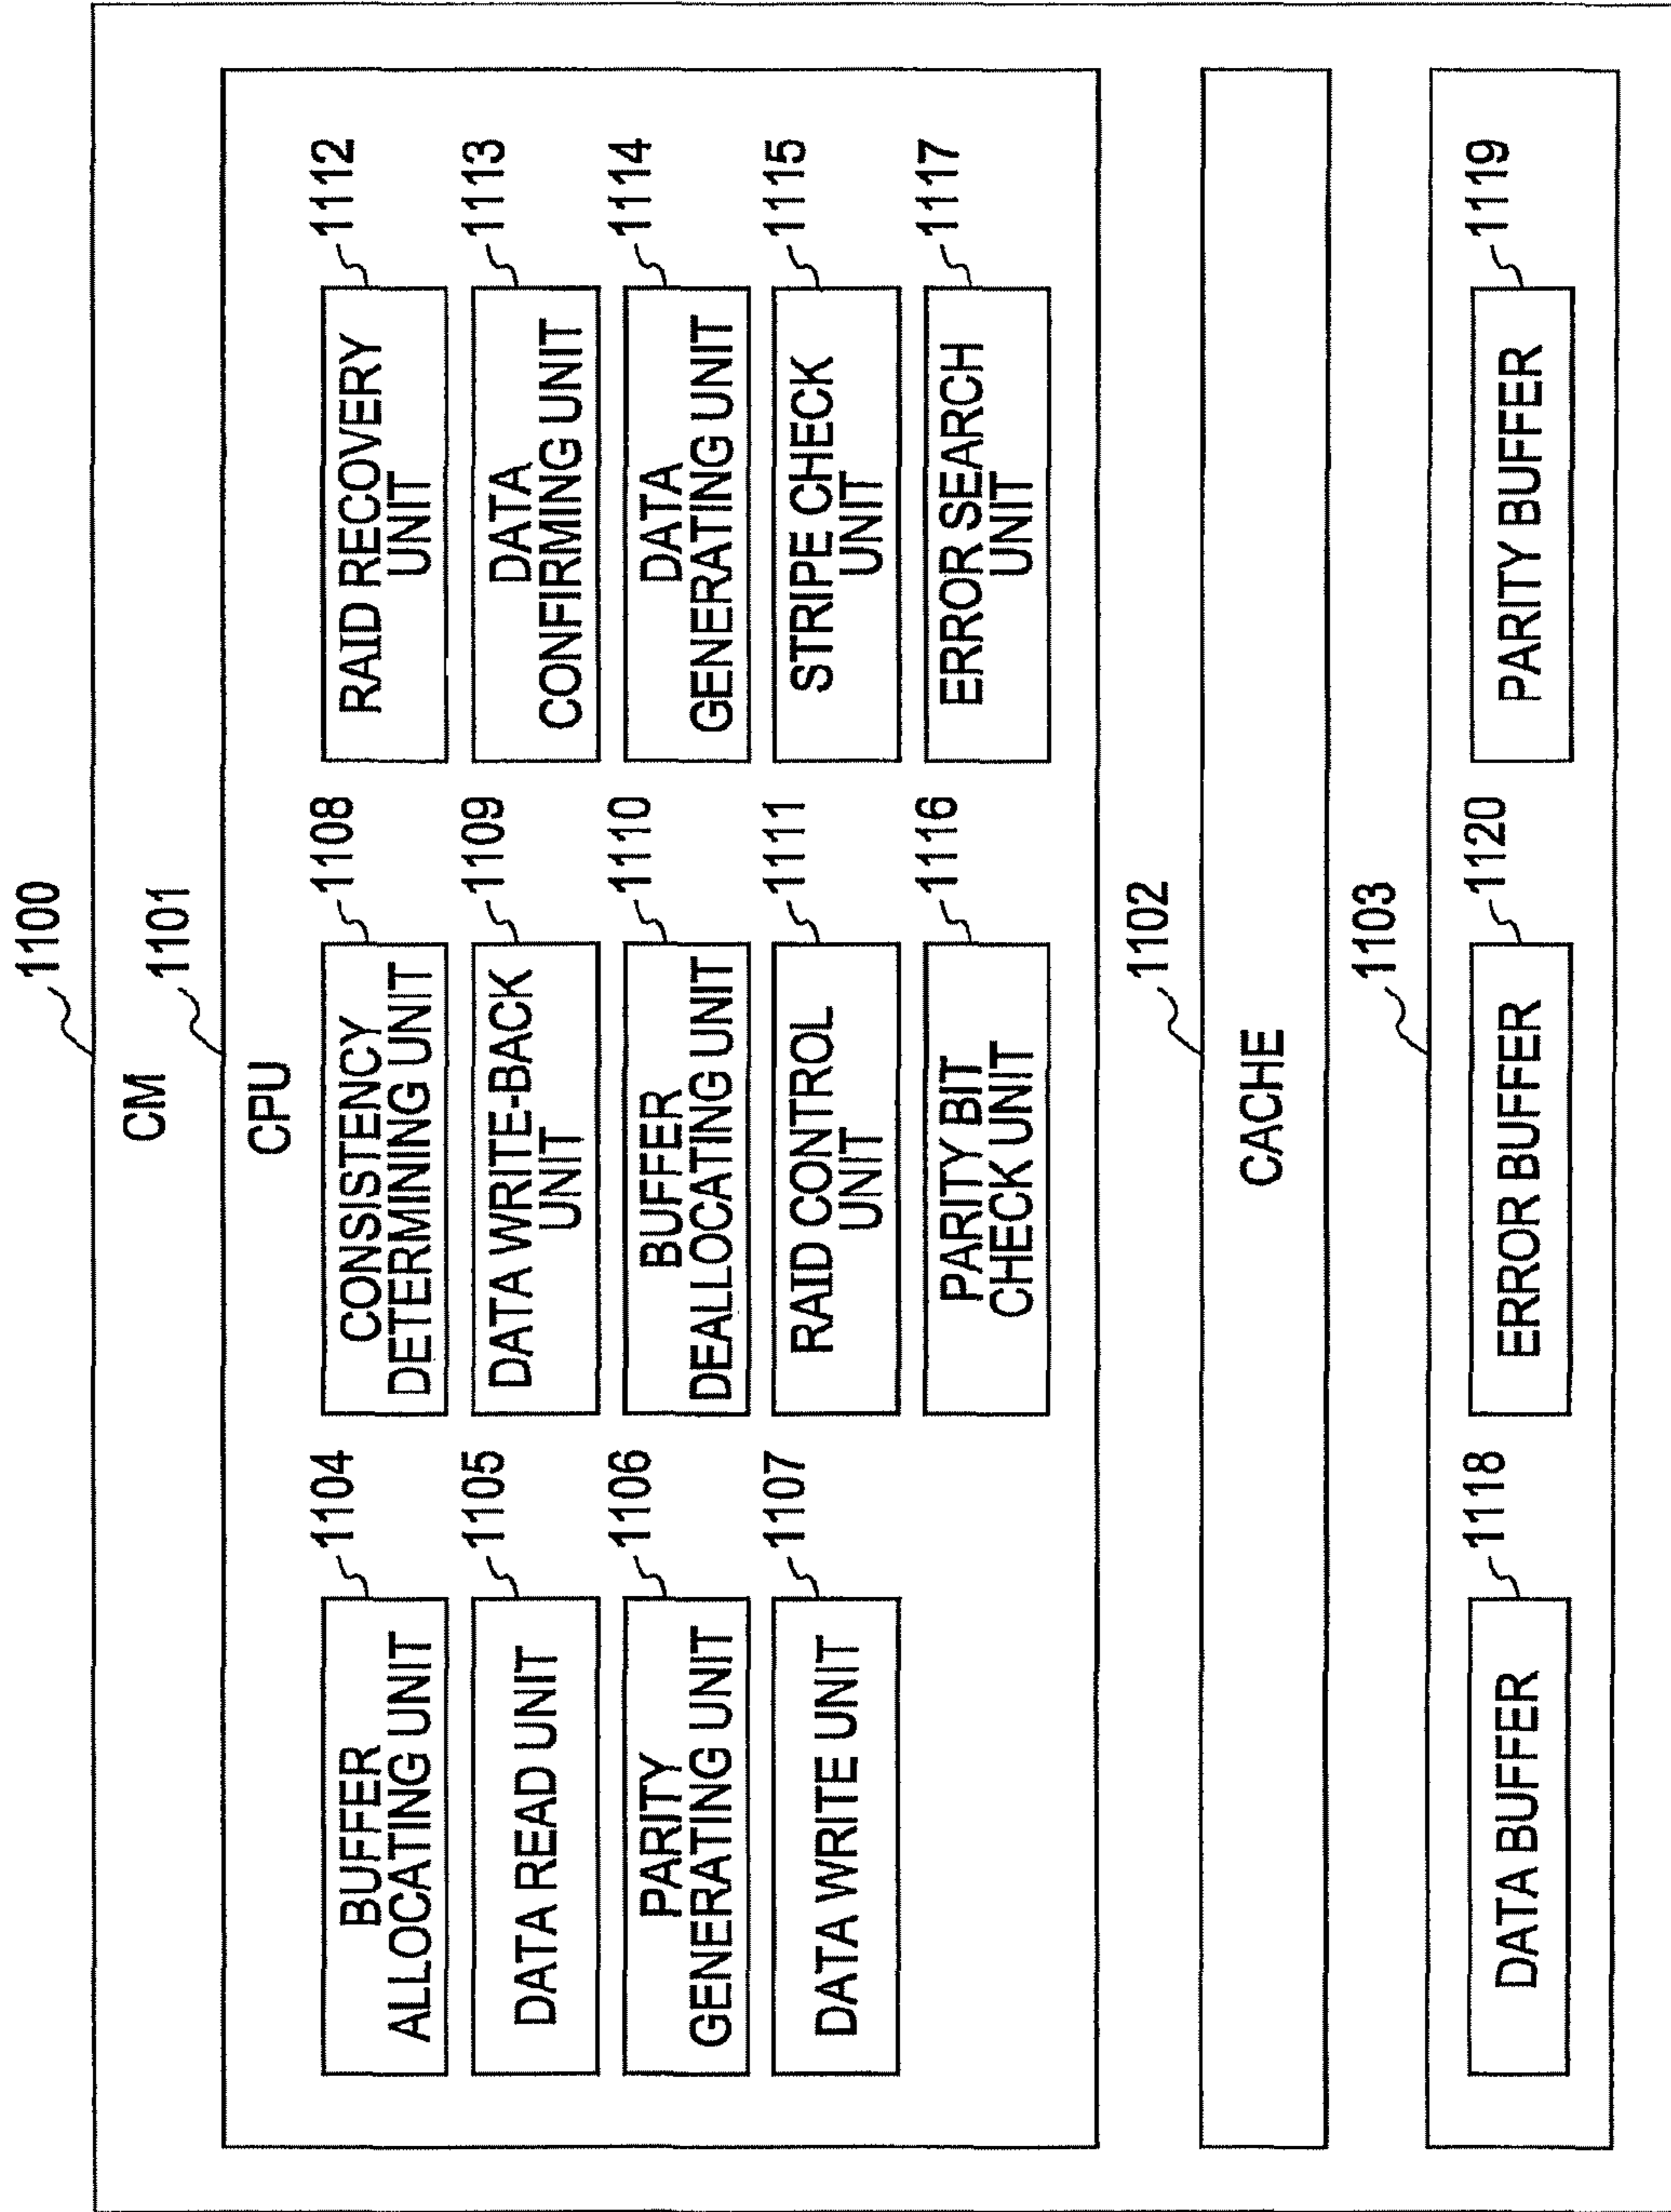 1100
CM
1101
CPU
BUFFER
ALLOCATING UNIT
1104
DATA READ UNIT
1105
PARITY
GENERATING UNIT
1106
DATA WRITE UNIT
1107
CONSISTENCY
DETERMINING UNIT
1108
DATA WRITE-BACK
UNIT
1109
BUFFER
DEALLOCATING UNIT
1110
RAID CONTROL
UNIT
1111
PARITY BIT
CHECK UNIT
1116
RAID RECOVERY
UNIT
1112
DATA
CONFIRMING UNIT
1113
DATA
GENERATING UNIT
1114
STRIPE CHECK
UNIT
1115
ERROR SEARCH
UNIT
1117
1102
CACHE
1103
DATA BUFFER
1118
ERROR BUFFER
1120
PARITY BUFFER
1119